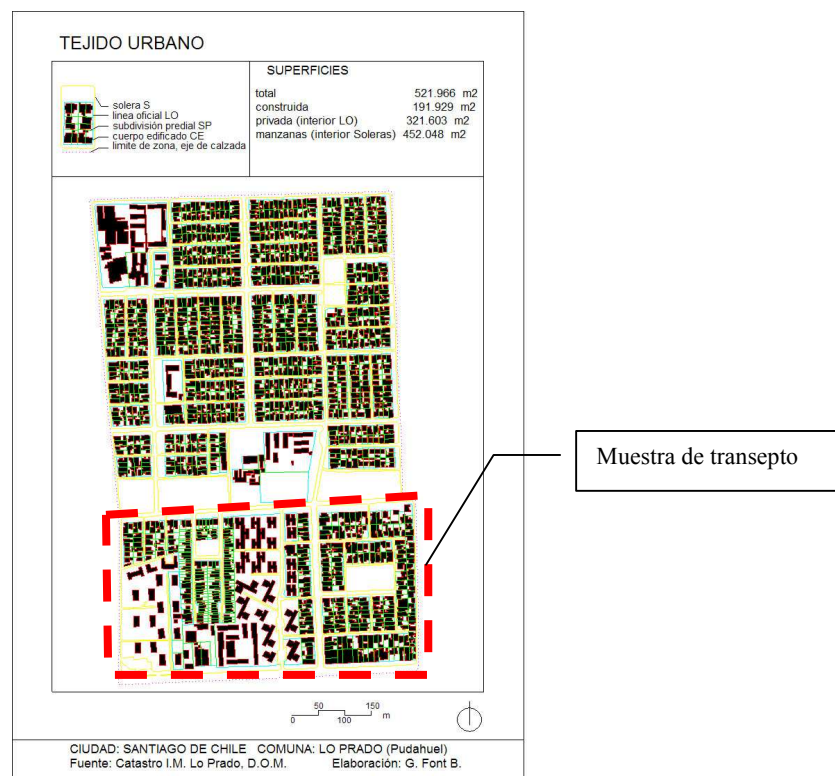 TEJIDO URBANO
solera S
linea oficial LO
subdivisión predial SP
cuerpo edificado CE
limite de zona, eje de calzada
SUPERFICIES
total 521.966 m2
construida 191.929 m2
privada (interior LO) 321.603 m2
manzanas (interior Soleras) 452.048 m2
Muestra de transepto
50 150
0 100 m
CIUDAD: SANTIAGO DE CHILE COMUNA: LO PRADO (Pudahuel)
Fuente: Catastro I.M. Lo Prado, D.O.M. Elaboración: G. Font B.